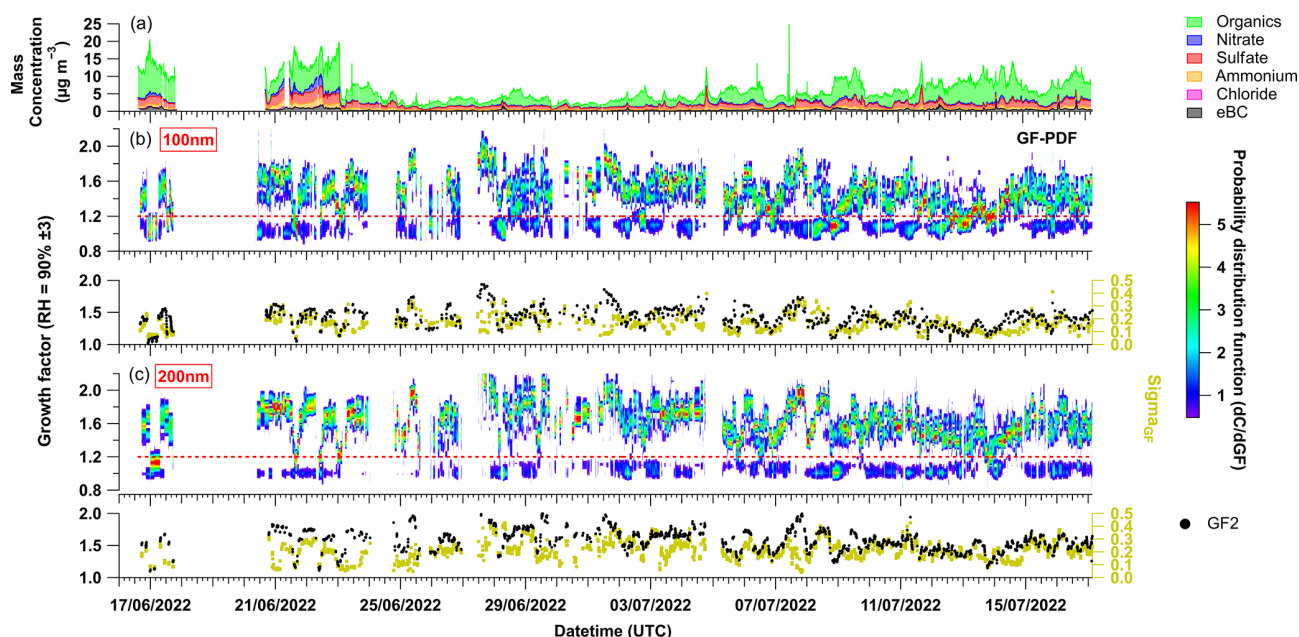 (a)
Mass
Concentration
(µg m⁻³)
25
20
15
10
5
0
Organics
Nitrate
Sulfate
Ammonium
Chloride
eBC
(b)
100nm
GF-PDF
2.0
1.6
1.2
0.8
2.0
1.5
1.0
0.5
0.4
0.3
0.2
0.1
0.0
Growth factor (RH = 90% ±3)
(c)
200nm
2.0
1.6
1.2
0.8
2.0
1.5
1.0
0.5
0.4
0.3
0.2
0.1
0.0
SigmaGF
5
4
3
2
1
Probability distribution function (dC/dGF)
GF2
17/06/2022 21/06/2022 25/06/2022 29/06/2022 03/07/2022 07/07/2022 11/07/2022 15/07/2022
Datetime (UTC)